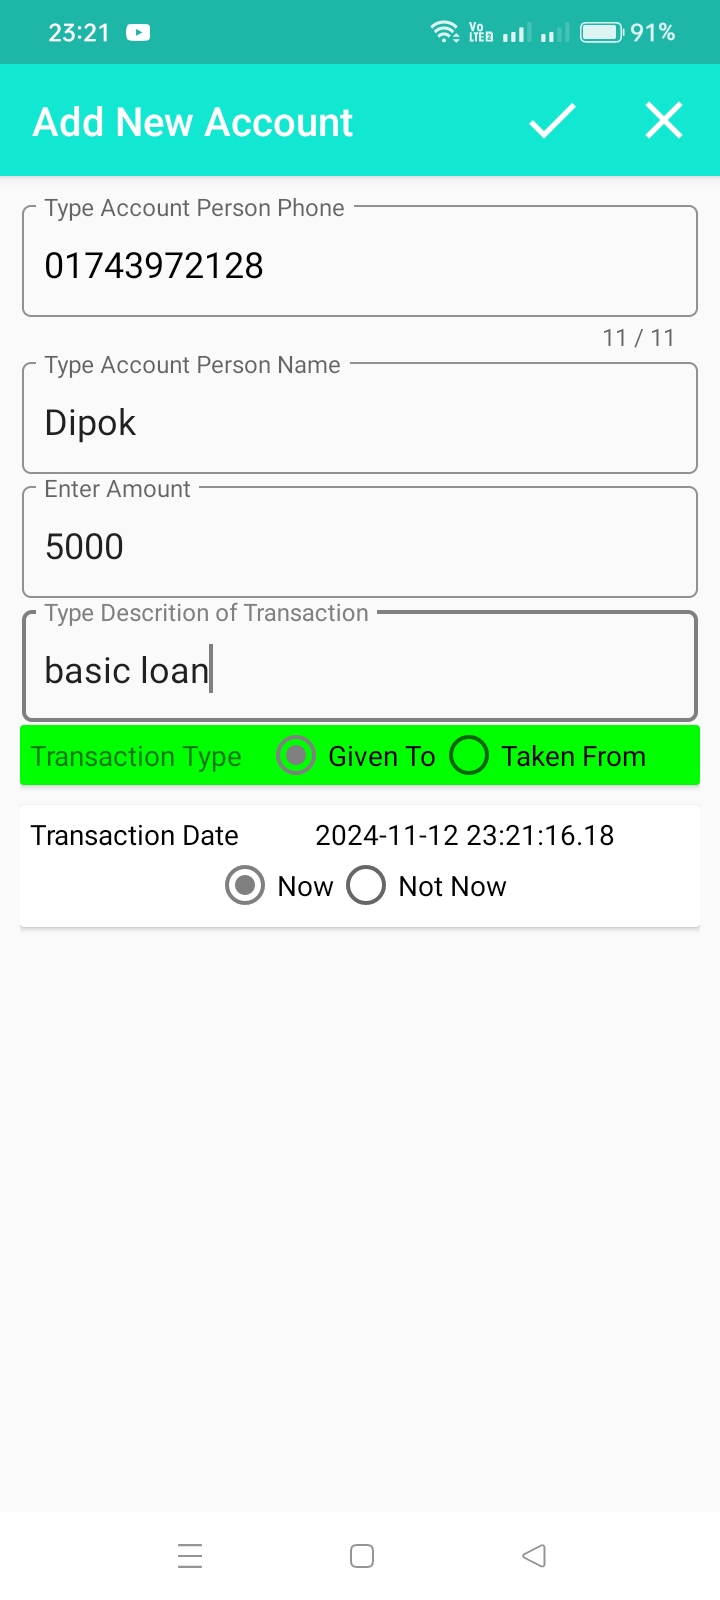 23:21 Vo LTE2 91%
Add New Account
Type Account Person Phone
01743972128
11 / 11
Type Account Person Name
Dipok
Enter Amount
5000
Type Descrition of Transaction
basic loan
Transaction Type Given To Taken From
Transaction Date 2024-11-12 23:21:16.18
Now Not Now